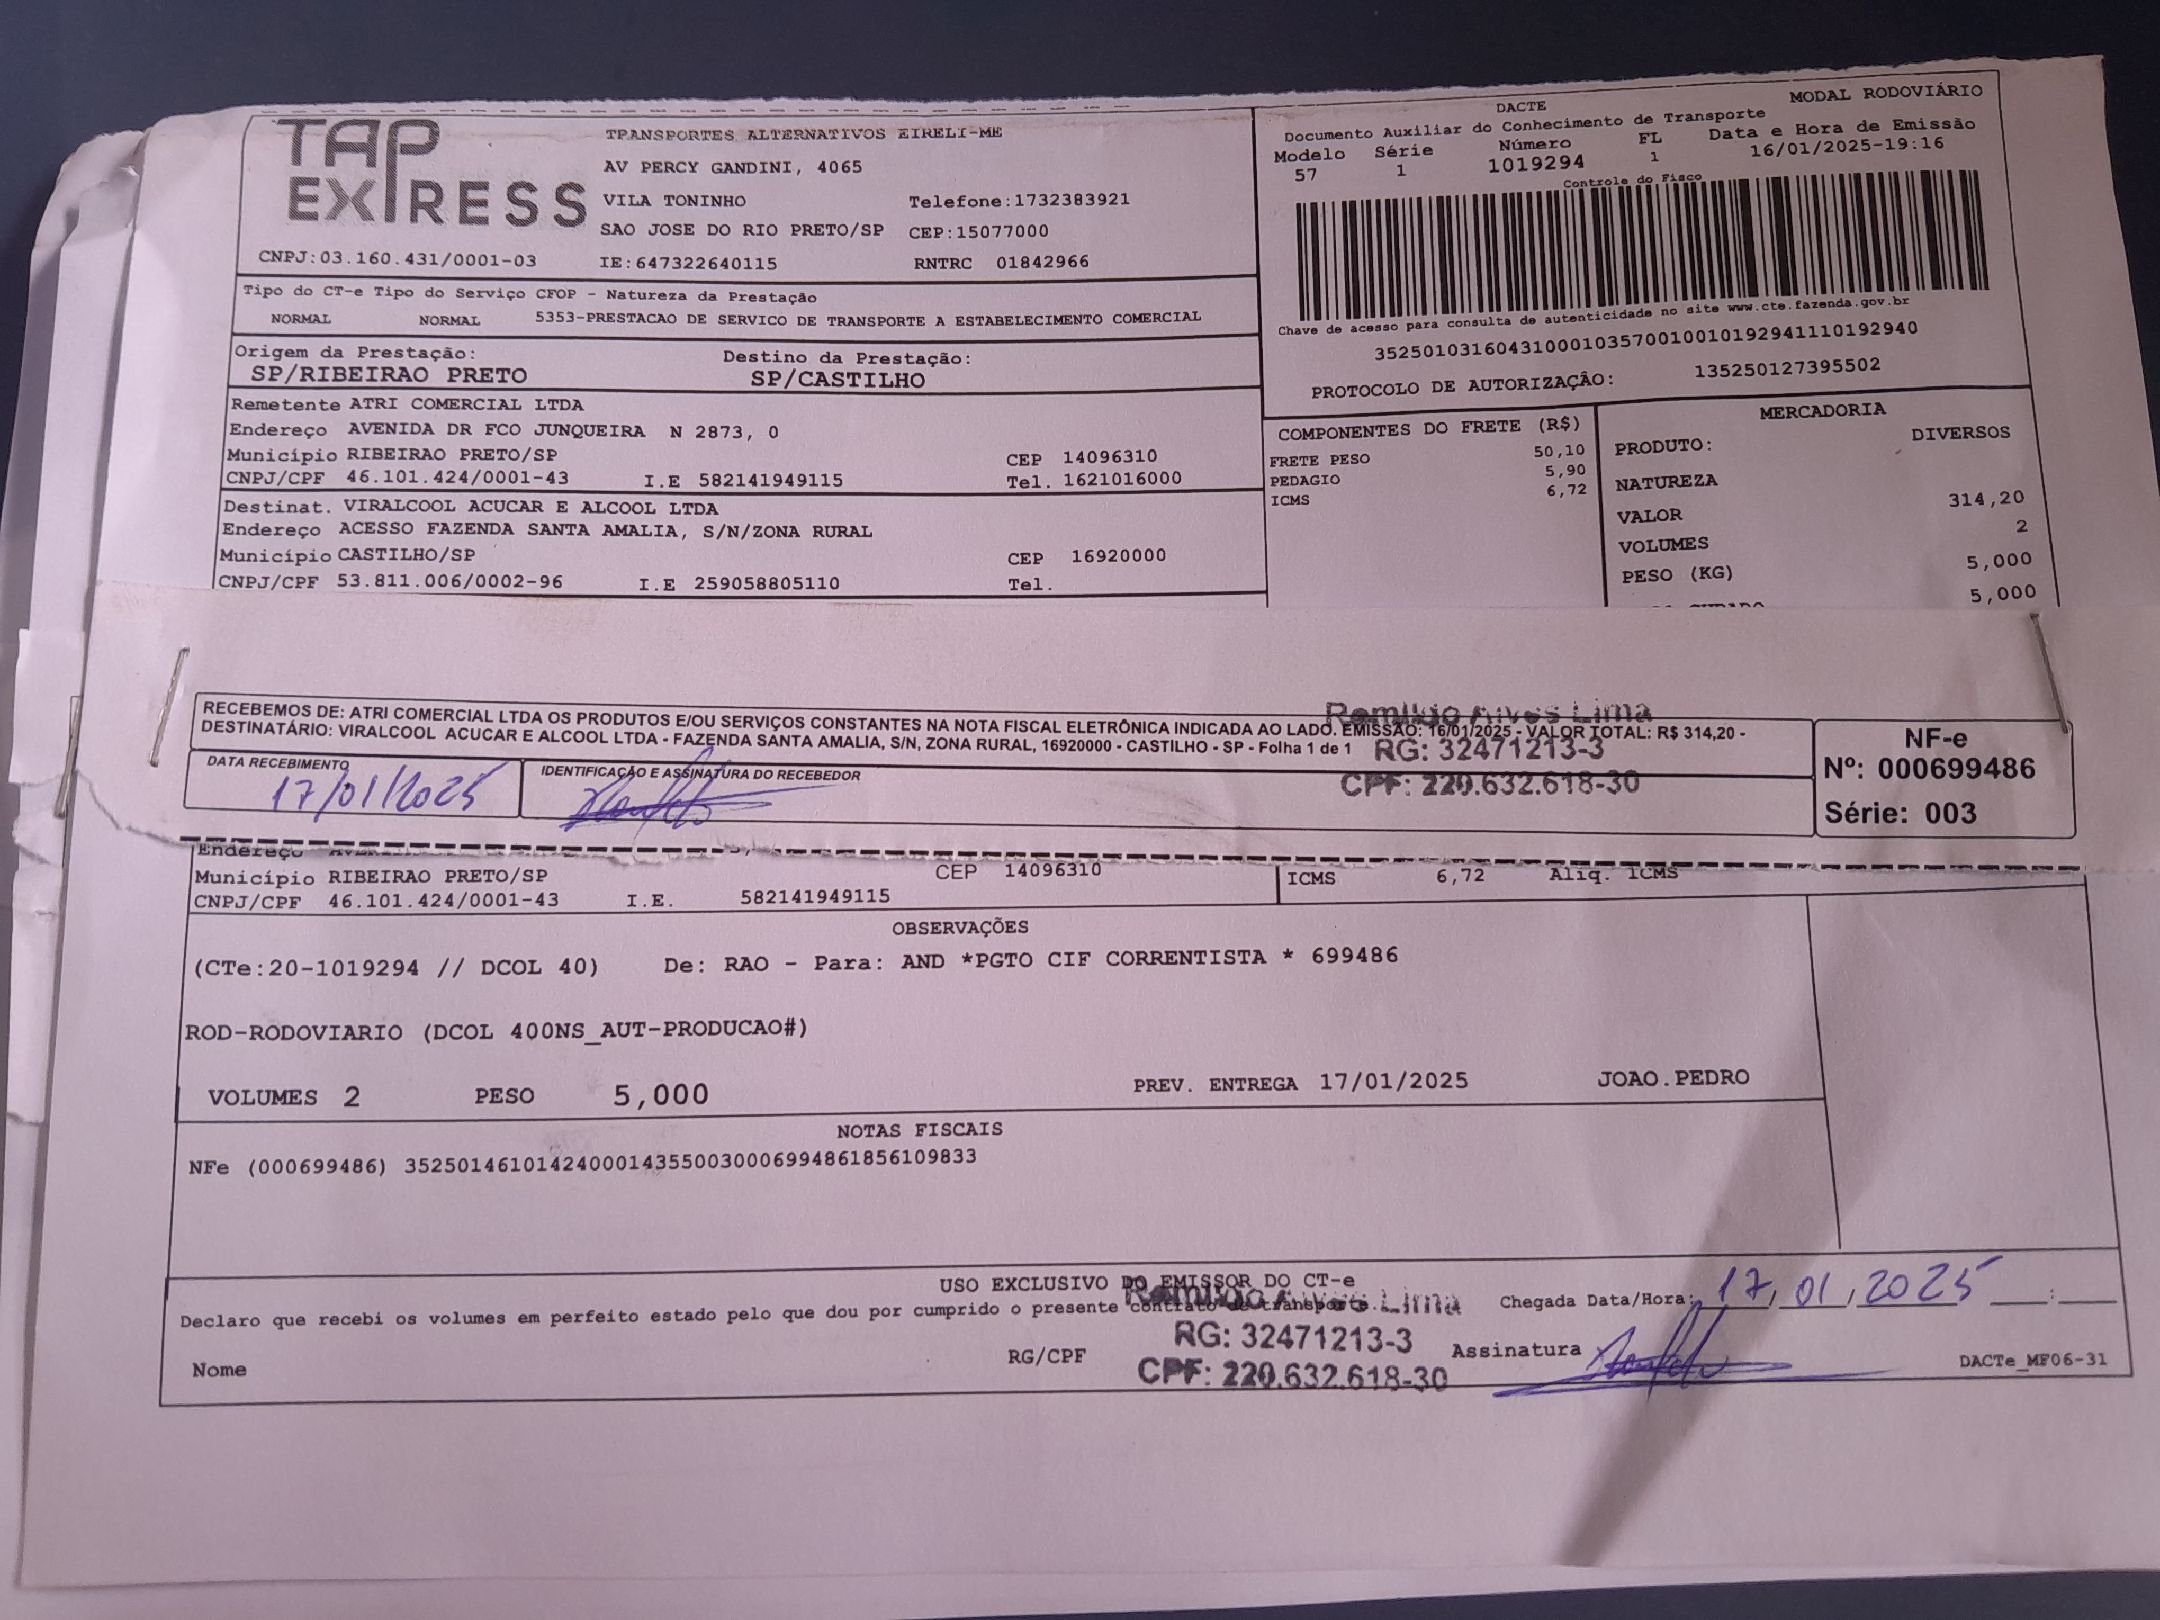 TAP
EXPRESS
TRANSPORTES ALTERNATIVOS EIRELI-ME
AV PERCY GANDINI, 4065
VILA TONINHO Telefone:1732383921
SAO JOSE DO RIO PRETO/SP CEP:15077000
CNPJ:03.160.431/0001-03 IE:647322640115 RNTRC 01842966
DACTE MODAL RODOVIÁRIO
Documento Auxiliar do Conhecimento de Transporte
Modelo Série Número FL Data e Hora de Emissão
57 1 1019294 1 16/01/2025-19:16
Controle do Fisco
Chave de acesso para consulta de autenticidade no site www.cte.fazenda.gov.br
35250103160431000103570010010192941110192940
PROTOCOLO DE AUTORIZAÇÂO: 135250127395502
Tipo do CT-e Tipo do Serviço CFOP - Natureza da Prestação
NORMAL NORMAL 5353-PRESTACAO DE SERVICO DE TRANSPORTE A ESTABELECIMENTO COMERCIAL
Origem da Prestação: Destino da Prestação:
SP/RIBEIRAO PRETO SP/CASTILHO
Remetente ATRI COMERCIAL LTDA
Endereço AVENIDA DR FCO JUNQUEIRA N 2873, 0
Município RIBEIRAO PRETO/SP CEP 14096310
CNPJ/CPF 46.101.424/0001-43 I.E 582141949115 Tel. 1621016000
Destinat. VIRALCOOL ACUCAR E ALCOOL LTDA
Endereço ACESSO FAZENDA SANTA AMALIA, S/N/ZONA RURAL
Município CASTILHO/SP CEP 16920000
CNPJ/CPF 53.811.006/0002-96 I.E 259058805110 Tel.
COMPONENTES DO FRETE (R$)
FRETE PESO 50,10
PEDAGIO 5,90
ICMS 6,72
MERCADORIA
PRODUTO: DIVERSOS
NATUREZA
VALOR 314,20
VOLUMES 2
PESO (KG) 5,000
5,000
RECEBEMOS DE: ATRI COMERCIAL LTDA OS PRODUTOS E/OU SERVIÇOS CONSTANTES NA NOTA FISCAL ELETRÔNICA INDICADA AO LADO. EMISSÃO: 16/01/2025 - VALOR TOTAL: R$ 314,20 -
DESTINATÁRIO: VIRALCOOL ACUCAR E ALCOOL LTDA - FAZENDA SANTA AMALIA, S/N, ZONA RURAL, 16920000 - CASTILHO - SP - Folha 1 de 1
Alves Lima
RG: 32471213-3
CPF: 220.632.618-30
DATA RECEBIMENTO IDENTIFICAÇÃO E ASSINATURA DO RECEBEDOR
17/01/2025
NF-e
Nº: 000699486
Série: 003
Endereço
Município RIBEIRAO PRETO/SP CEP 14096310
CNPJ/CPF 46.101.424/0001-43 I.E. 582141949115
ICMS 6,72 Aliq. ICMS
OBSERVAÇÕES
(CTe:20-1019294 // DCOL 40) De: RAO - Para: AND *PGTO CIF CORRENTISTA * 699486
ROD-RODOVIARIO (DCOL 400NS_AUT-PRODUCAO#)
VOLUMES 2 PESO 5,000 PREV. ENTREGA 17/01/2025 JOAO.PEDRO
NOTAS FISCAIS
NFe (000699486) 35250146101424000143550030006994861856109833
USO EXCLUSIVO DO EMISSOR DO CT-e
Declaro que recebi os volumes em perfeito estado pelo que dou por cumprido o presente contrato de transporte.
Alves Lima
RG: 32471213-3
CPF: 220.632.618-30
Chegada Data/Hora: 17, 01, 2025 :
Nome RG/CPF Assinatura DACTe_MF06-31